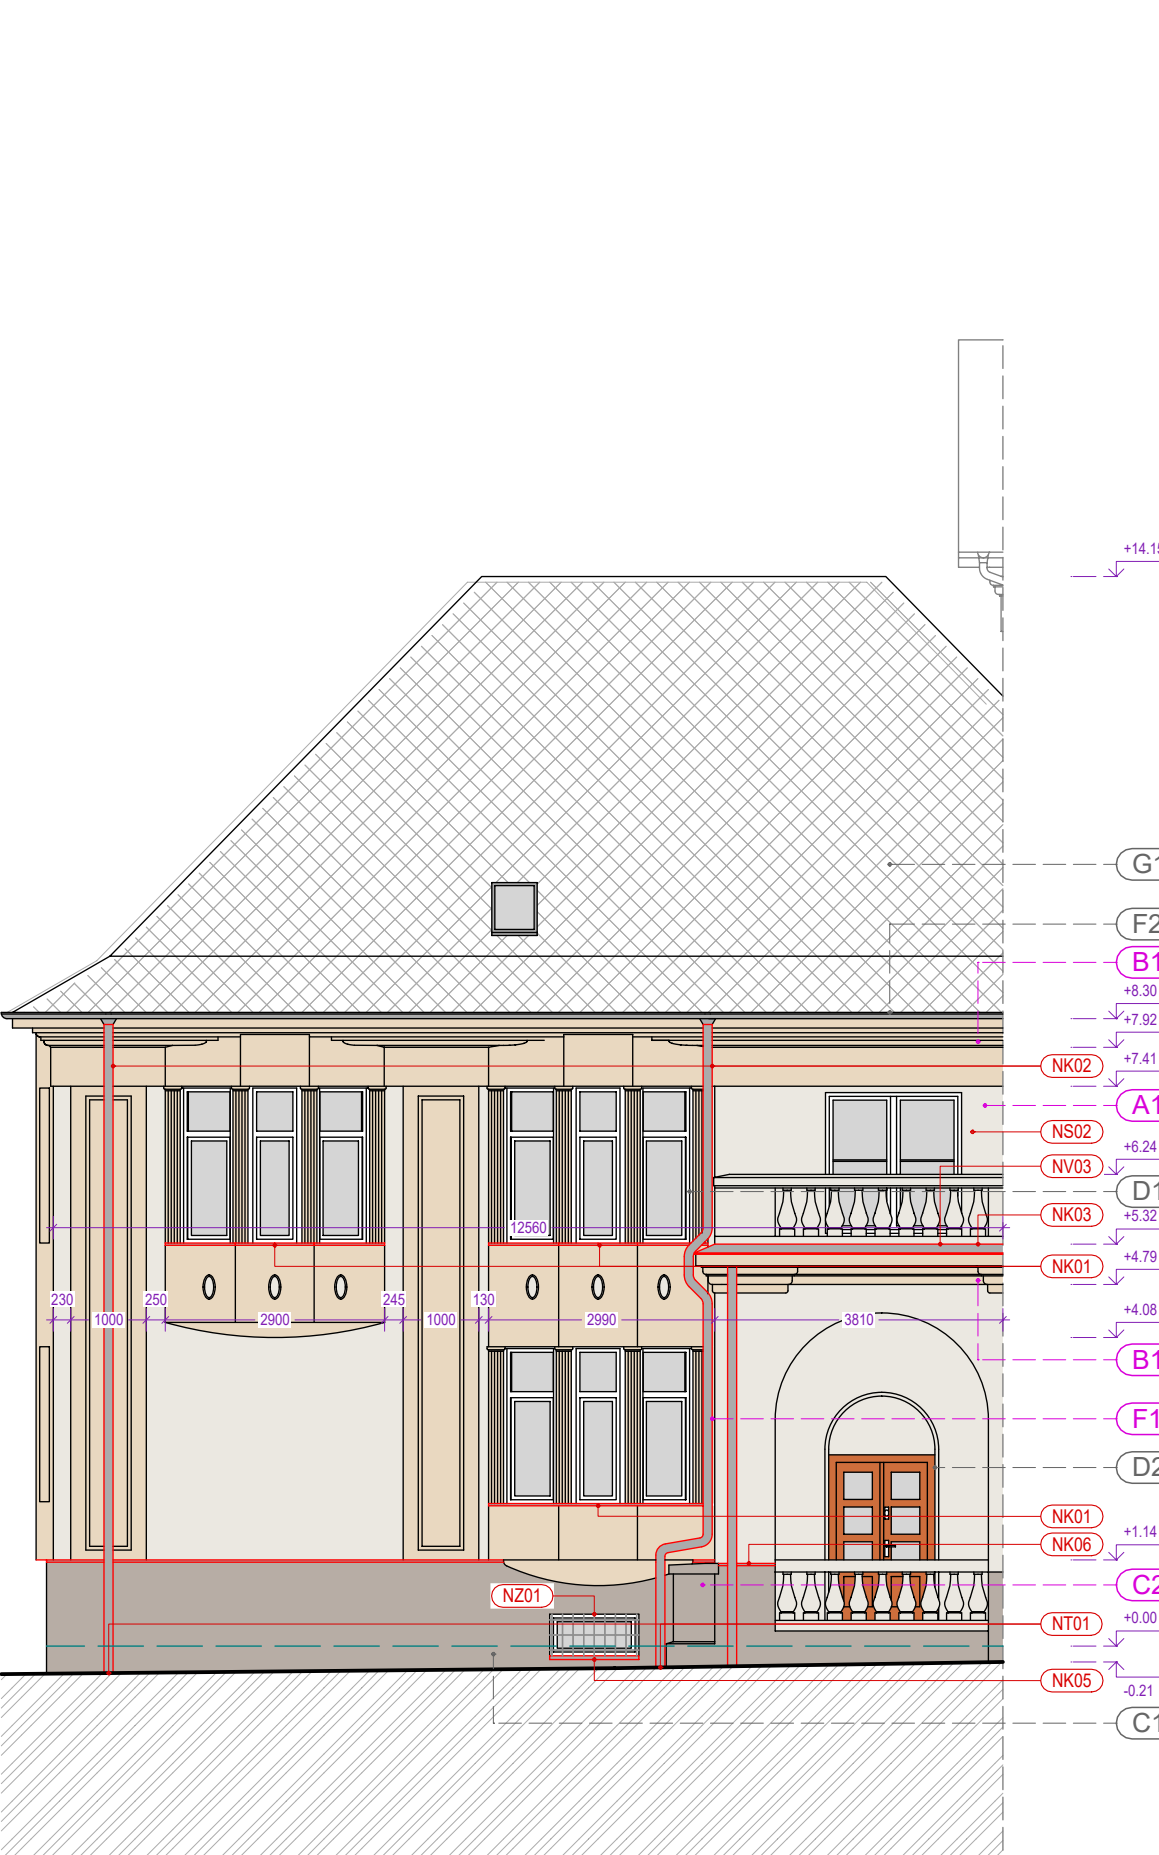 +14.15
G1
F2
B1
+8.30
+7.92
NK02
+7.41
A1
NS02
+6.24
NV03
D1
NK03
+5.32
12560
NK01
+4.79
230
250
245
130
1000
2900
1000
2990
3810
+4.08
B1
F1
D2
NK01
+1.14
NK06
C2
NZ01
+0.00
NT01
NK05
-0.21
C1